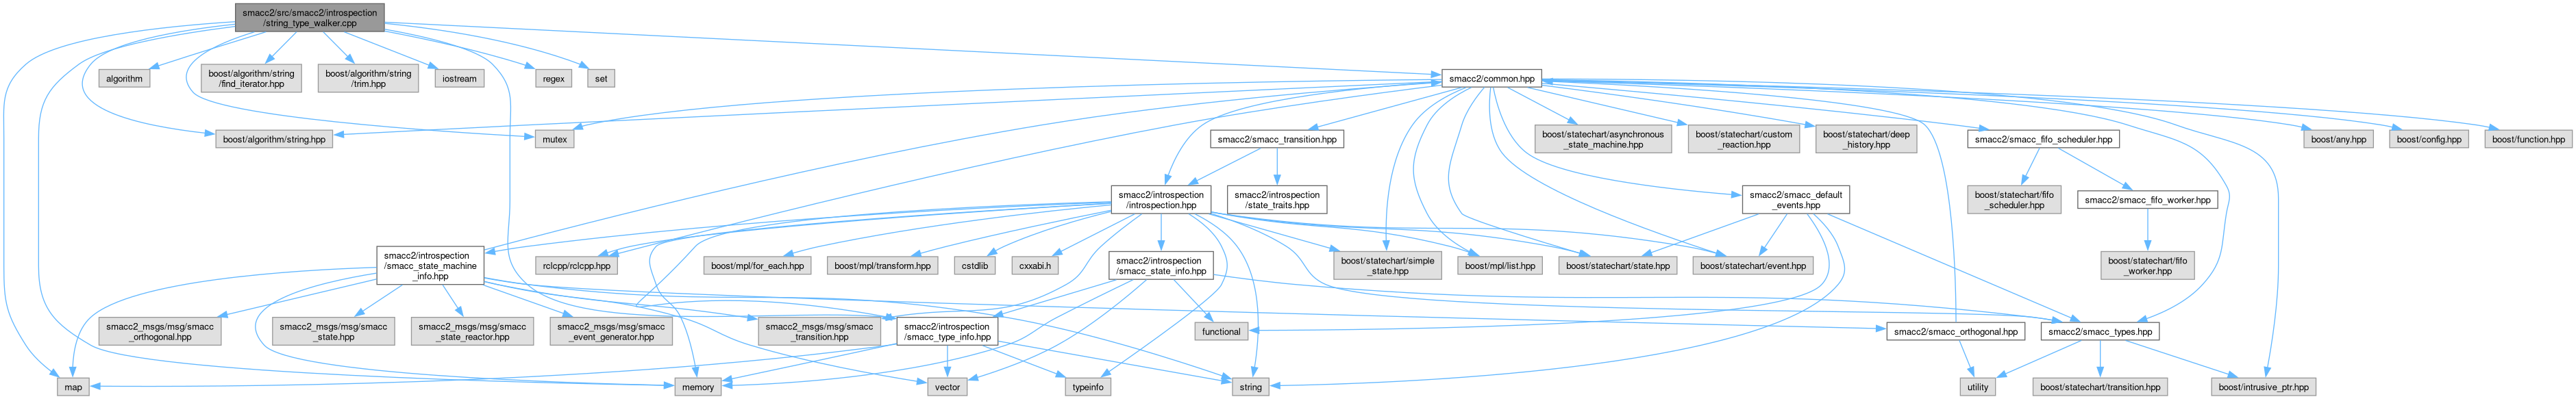 smacc2/src/smacc2/introspection
/string_type_walker.cpp
algorithm
boost/algorithm/string
/find_iterator.hpp
boost/algorithm/string
/trim.hpp
iostream
regex
set
smacc2/common.hpp
boost/algorithm/string.hpp
mutex
smacc2/smacc_transition.hpp
boost/statechart/asynchronous
_state_machine.hpp
boost/statechart/custom
_reaction.hpp
boost/statechart/deep
_history.hpp
smacc2/smacc_fifo_scheduler.hpp
boost/any.hpp
boost/config.hpp
boost/function.hpp
smacc2/introspection
/introspection.hpp
smacc2/introspection
/state_traits.hpp
smacc2/smacc_default
_events.hpp
boost/statechart/fifo
_scheduler.hpp
smacc2/smacc_fifo_worker.hpp
smacc2/introspection
/smacc_state_machine
_info.hpp
rclcpp/rclcpp.hpp
boost/mpl/for_each.hpp
boost/mpl/transform.hpp
cstdlib
cxxabi.h
smacc2/introspection
/smacc_state_info.hpp
boost/statechart/simple
_state.hpp
boost/mpl/list.hpp
boost/statechart/state.hpp
boost/statechart/event.hpp
boost/statechart/fifo
_worker.hpp
smacc2_msgs/msg/smacc
_orthogonal.hpp
smacc2_msgs/msg/smacc
_state.hpp
smacc2_msgs/msg/smacc
_state_reactor.hpp
smacc2_msgs/msg/smacc
_event_generator.hpp
smacc2_msgs/msg/smacc
_transition.hpp
smacc2/introspection
/smacc_type_info.hpp
functional
smacc2/smacc_orthogonal.hpp
smacc2/smacc_types.hpp
map
memory
vector
typeinfo
string
utility
boost/statechart/transition.hpp
boost/intrusive_ptr.hpp